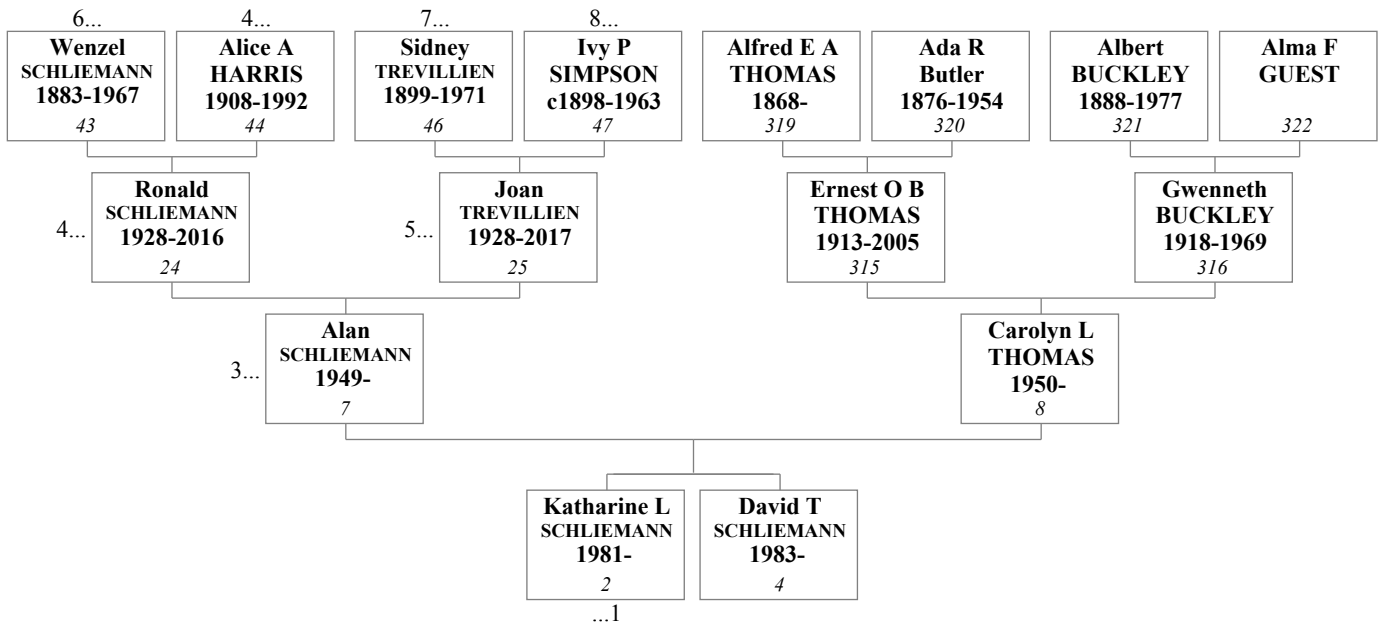 6...
4...
7...
8...
Wenzel
SCHLIEMANN
1883-1967
43
Alice A
HARRIS
1908-1992
44
Sidney
TREVILLIEN
1899-1971
46
Ivy P
SIMPSON
c1898-1963
47
Alfred E A
THOMAS
1868-
319
Ada R
Butler
1876-1954
320
Albert
BUCKLEY
1888-1977
321
Alma F
GUEST
322
4...
Ronald
SCHLIEMANN
1928-2016
24
5...
Joan
TREVILLIEN
1928-2017
25
Ernest O B
THOMAS
1913-2005
315
Gwenneth
BUCKLEY
1918-1969
316
3...
Alan
SCHLIEMANN
1949-
7
Carolyn L
THOMAS
1950-
8
Katharine L
SCHLIEMANN
1981-
2
David T
SCHLIEMANN
1983-
4
...1